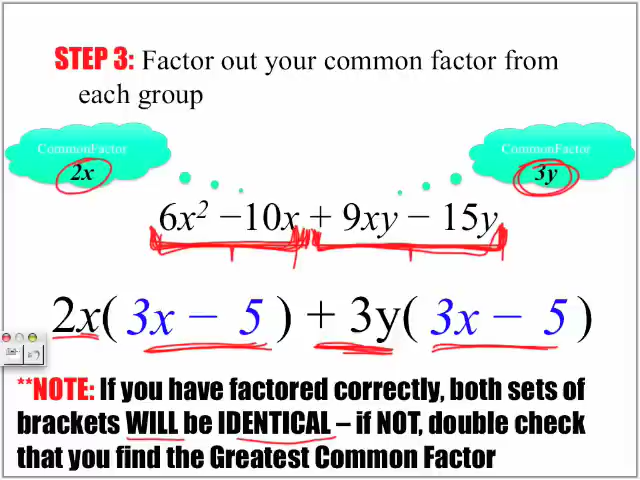 STEP 3: Factor out your common factor from
each group
CommonFactor
2x
CommonFactor
3y
6x² −10x + 9xy − 15y
2x( 3x − 5 ) + 3y( 3x − 5 )
**NOTE: If you have factored correctly, both sets of
brackets WILL be IDENTICAL – if NOT, double check
that you find the Greatest Common Factor